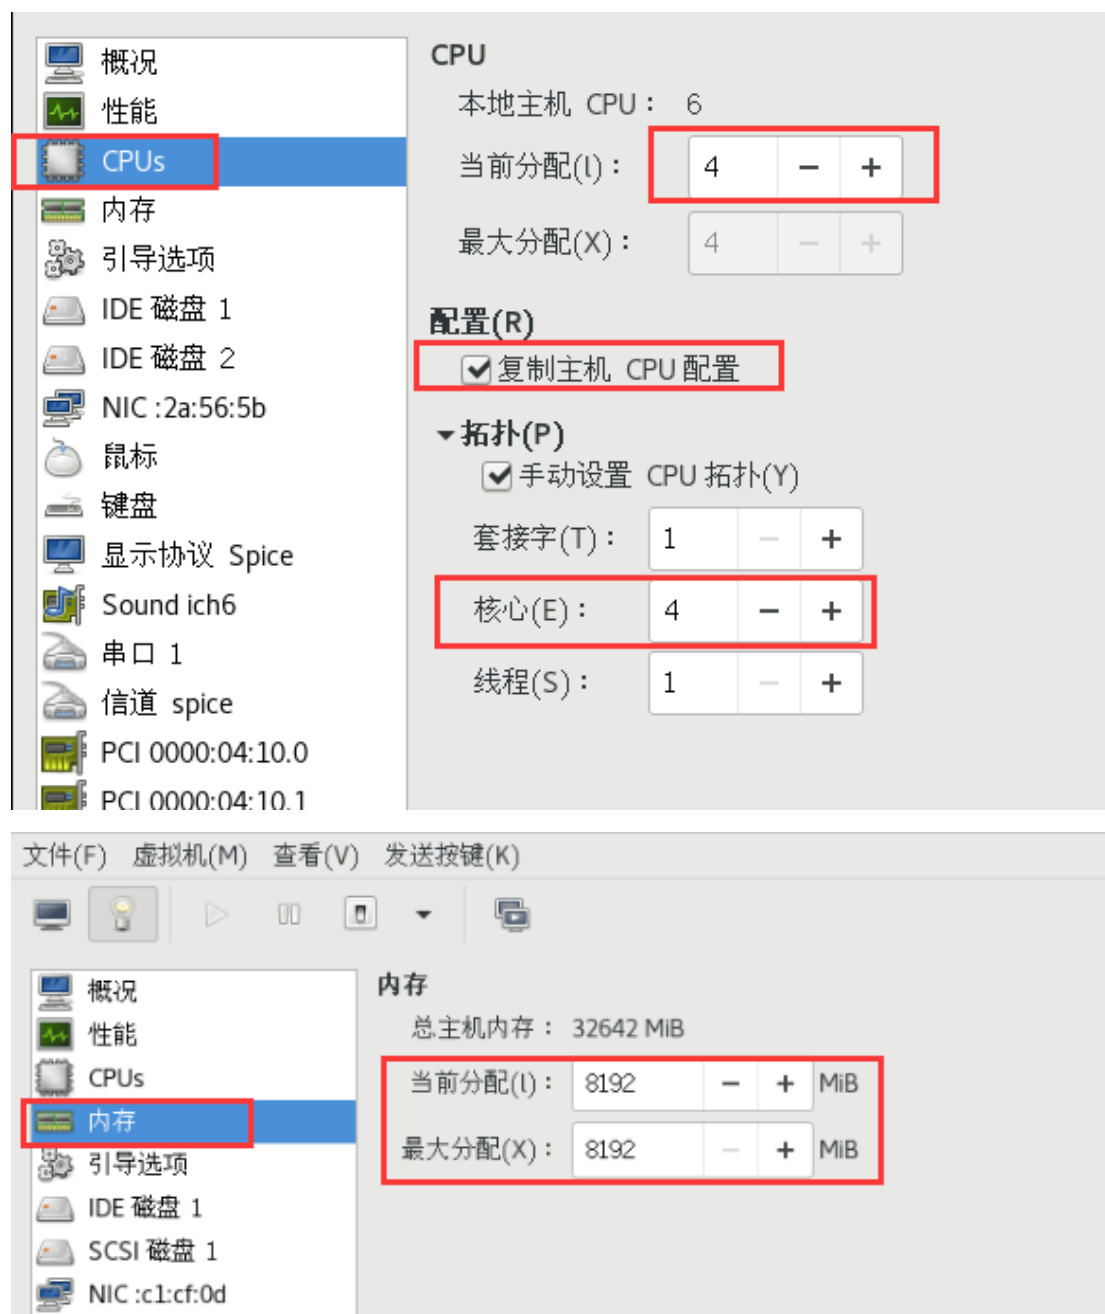 概况
性能
CPUs
内存
引导选项
IDE 磁盘 1
IDE 磁盘 2
NIC :2a:56:5b
鼠标
键盘
显示协议 Spice
Sound ich6
串口 1
信道 spice
PCI 0000:04:10.0
PCI 0000:04:10.1
CPU
本地主机 CPU： 6
当前分配(l)： 4 − +
最大分配(X)： 4 − +
配置(R)
复制主机 CPU 配置
拓扑(P)
手动设置 CPU 拓扑(Y)
套接字(T)： 1 − +
核心(E)： 4 − +
线程(S)： 1 − +
文件(F) 虚拟机(M) 查看(V) 发送按键(K)
概况
性能
CPUs
内存
引导选项
IDE 磁盘 1
SCSI 磁盘 1
NIC :c1:cf:0d
内存
总主机内存： 32642 MiB
当前分配(l)： 8192 − + MiB
最大分配(X)： 8192 − + MiB